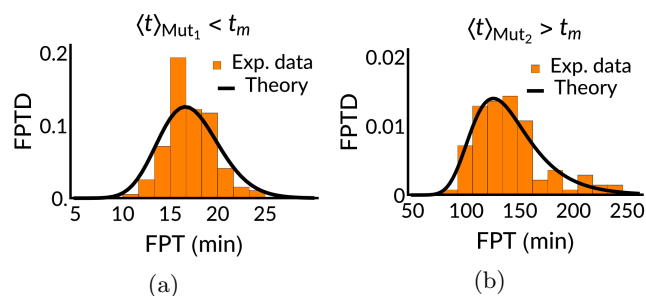 ⟨t⟩Mut₁ < tₘ
0.2
0.1
0.
FPTD
Exp. data
Theory
5 10 15 20 25
FPT (min)
(a)
⟨t⟩Mut₂ > tₘ
0.02
0.01
0
FPTD
Exp. data
Theory
50 100 150 200 250
FPT (min)
(b)